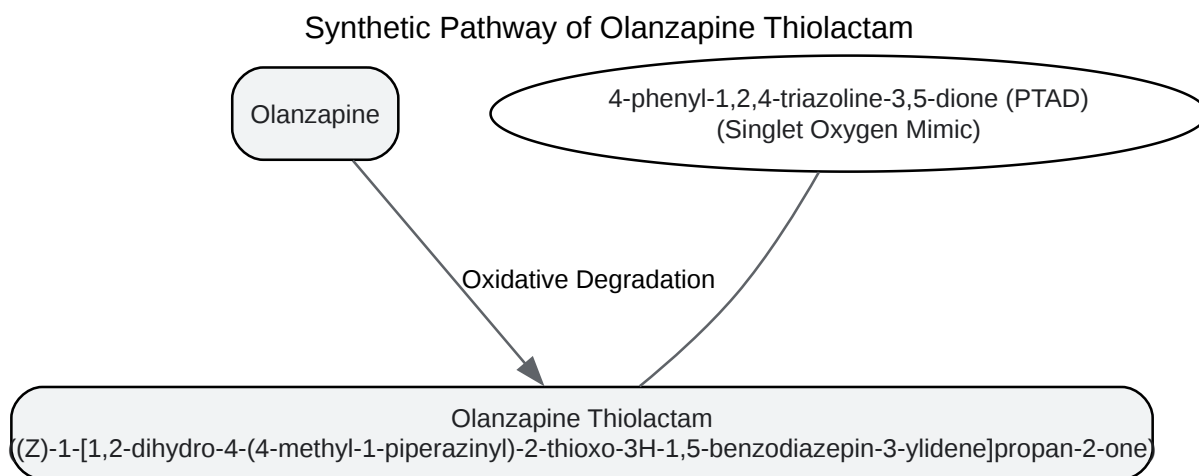 Synthetic Pathway of Olanzapine Thiolactam
Olanzapine
4-phenyl-1,2,4-triazoline-3,5-dione (PTAD)
(Singlet Oxygen Mimic)
Oxidative Degradation
Olanzapine Thiolactam
((Z)-1-[1,2-dihydro-4-(4-methyl-1-piperazinyl)-2-thioxo-3H-1,5-benzodiazepin-3-ylidene]propan-2-one)